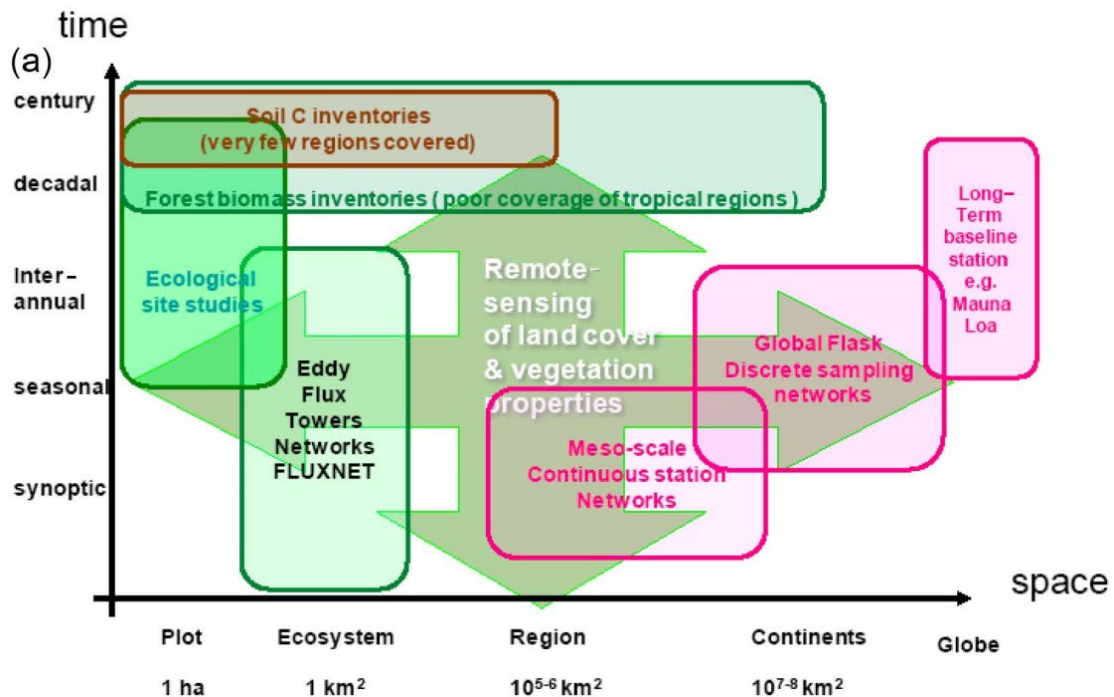 time
(a)
century
Soil C inventories
(very few regions covered)
decadal
Forest biomass inventories ( poor coverage of tropical regions )
Long–
Term
baseline
station
e.g.
Mauna
Loa
Inter–
annual
Ecological
site studies
Remote-
sensing
of land cover
& vegetation
properties
Global Flask
Discrete sampling
networks
seasonal
Eddy
Flux
Towers
Networks
FLUXNET
Meso-scale
Continuous station
Networks
synoptic
space
Plot Ecosystem Region Continents Globe
1 ha 1 km² 10⁵⁻⁶ km² 10⁷⁻⁸ km²